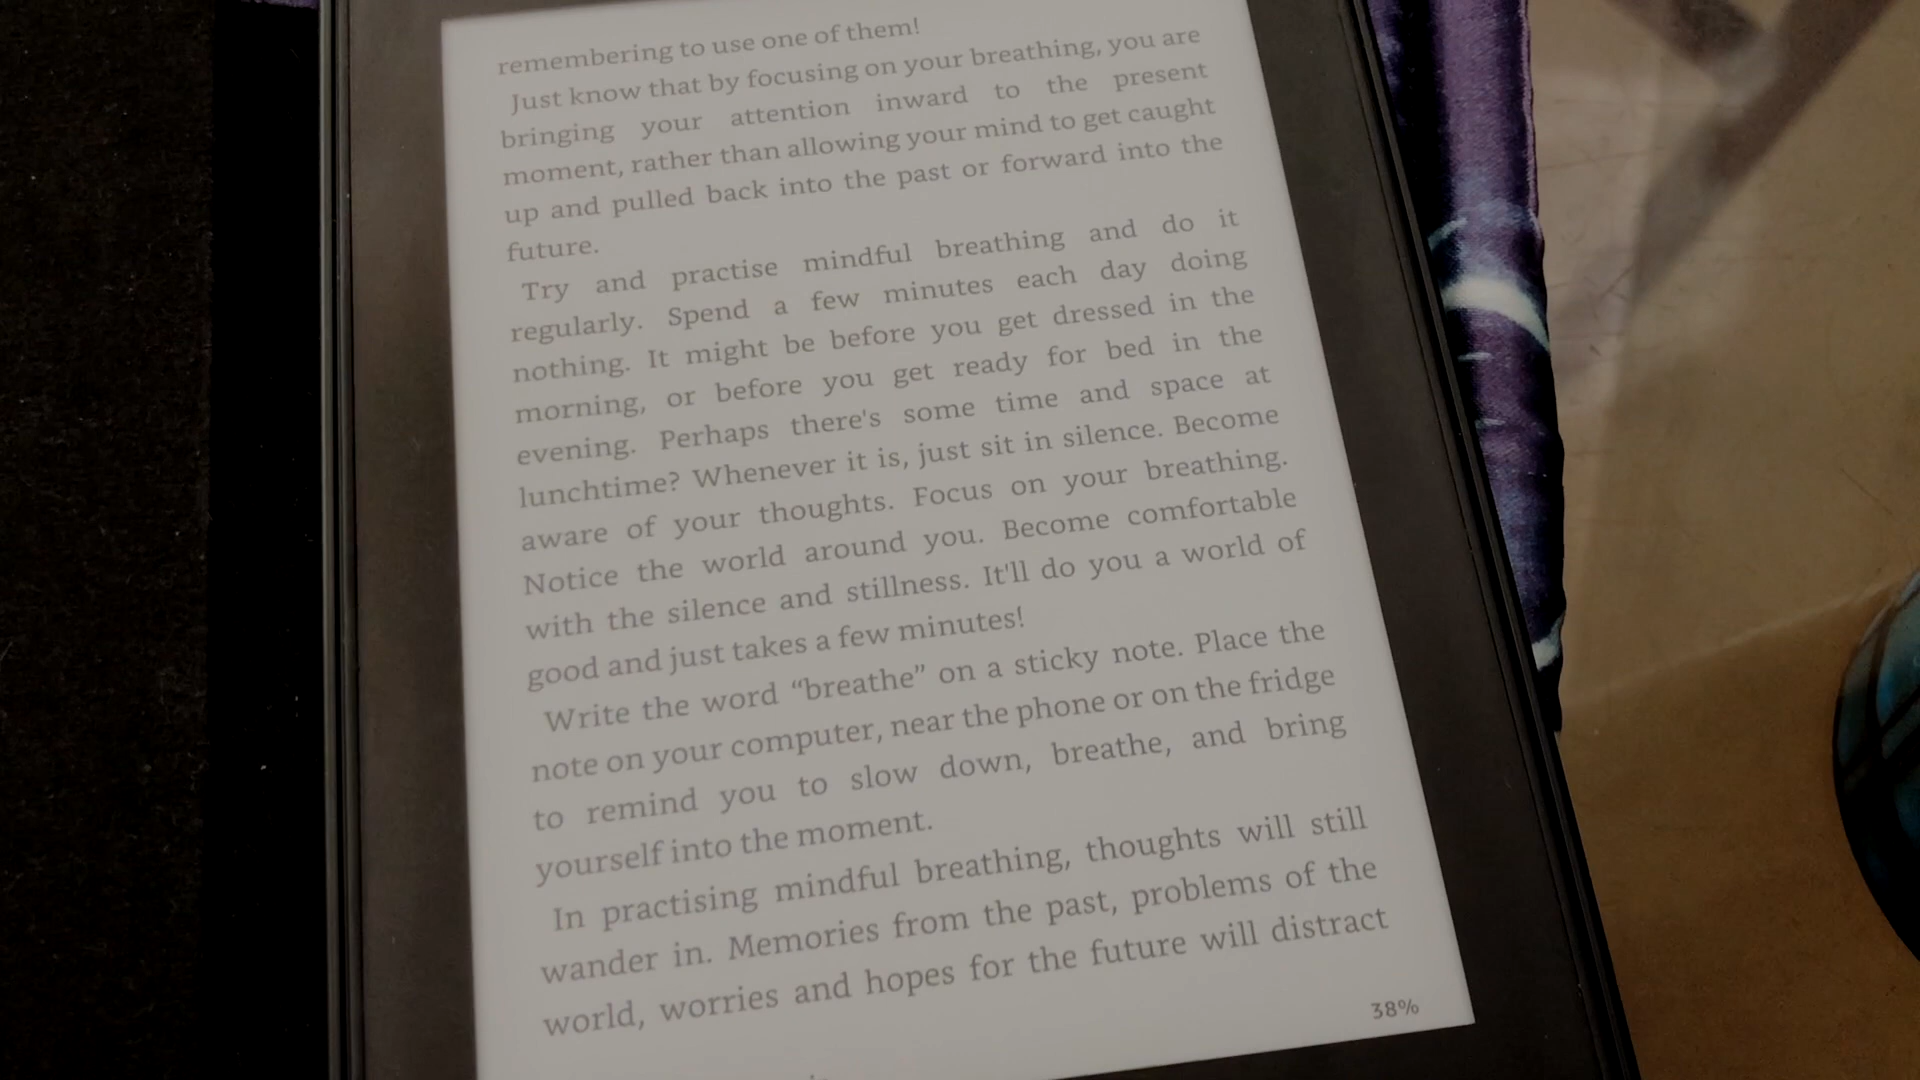 remembering to use one of them!
Just know that by focusing on your breathing, you are
bringing your attention inward to the present
moment, rather than allowing your mind to get caught
up and pulled back into the past or forward into the
future.
Try and practise mindful breathing and do it
regularly. Spend a few minutes each day doing
nothing. It might be before you get dressed in the
morning, or before you get ready for bed in the
evening. Perhaps there's some time and space at
lunchtime? Whenever it is, just sit in silence. Become
aware of your thoughts. Focus on your breathing.
Notice the world around you. Become comfortable
with the silence and stillness. It'll do you a world of
good and just takes a few minutes!
Write the word “breathe” on a sticky note. Place the
note on your computer, near the phone or on the fridge
to remind you to slow down, breathe, and bring
yourself into the moment.
In practising mindful breathing, thoughts will still
wander in. Memories from the past, problems of the
world, worries and hopes for the future will distract
38%